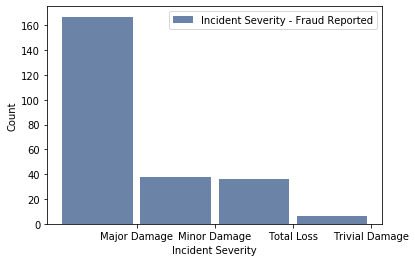 Incident Severity - Fraud Reported
160
140
120
100
80
60
40
20
0
Count
Major Damage Minor Damage Total Loss Trivial Damage
Incident Severity